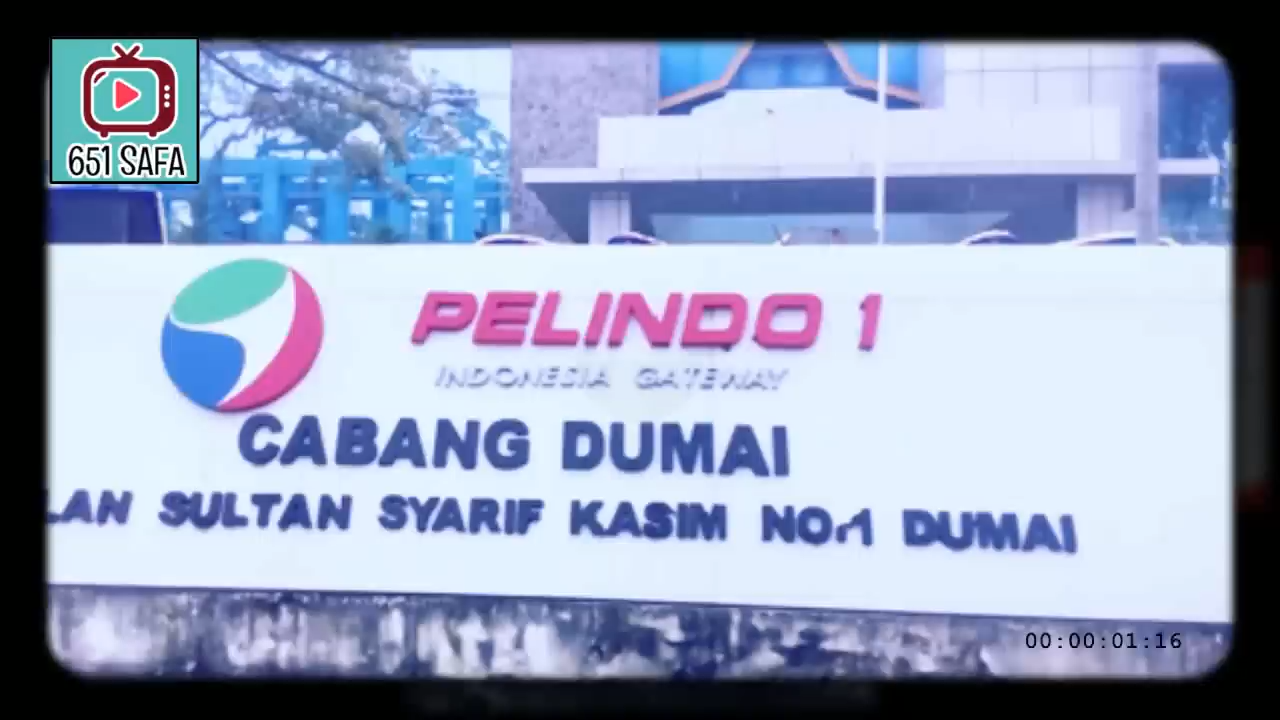 651 SAFA
PELINDO 1
INDONESIA GATEWAY
CABANG DUMAI
LAN SULTAN SYARIF KASIM NO.1 DUMAI
00:00:01:16